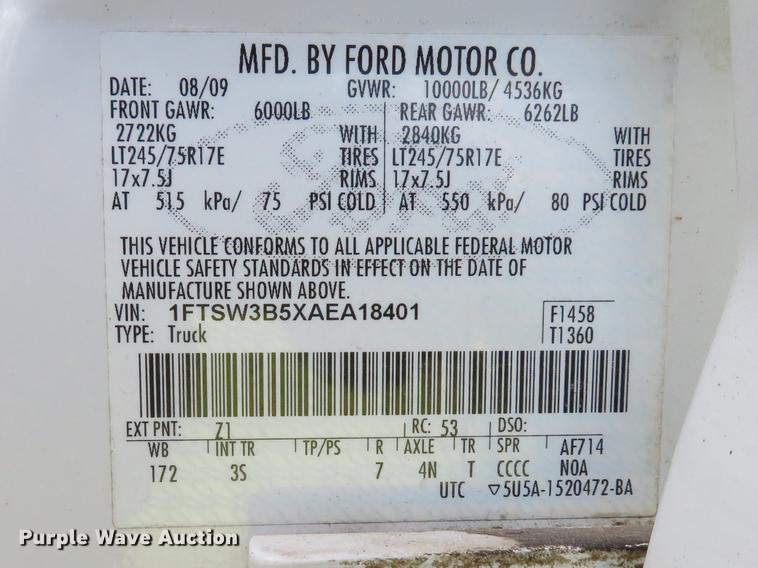 MFD. BY FORD MOTOR CO.
DATE: 08/09 GVWR: 10000LB/ 4536KG
FRONT GAWR: 6000LB REAR GAWR: 6262LB
2722KG WITH 2840KG WITH
LT245/75R17E TIRES LT245/75R17E TIRES
17x7.5J RIMS 17x7.5J RIMS
AT 515 kPa/ 75 PSI COLD AT 550 kPa/ 80 PSI COLD
THIS VEHICLE CONFORMS TO ALL APPLICABLE FEDERAL MOTOR
VEHICLE SAFETY STANDARDS IN EFFECT ON THE DATE OF
MANUFACTURE SHOWN ABOVE.
VIN: 1FTSW3B5XAEA18401 F1458
TYPE: Truck T1360
EXT PNT: Z1 RC: 53 DSO:
WB INT TR TP/PS R AXLE TR SPR AF714
172 3S 7 4N T CCCC NOA
UTC ▽5U5A-1520472-BA
Purple Wave Auction